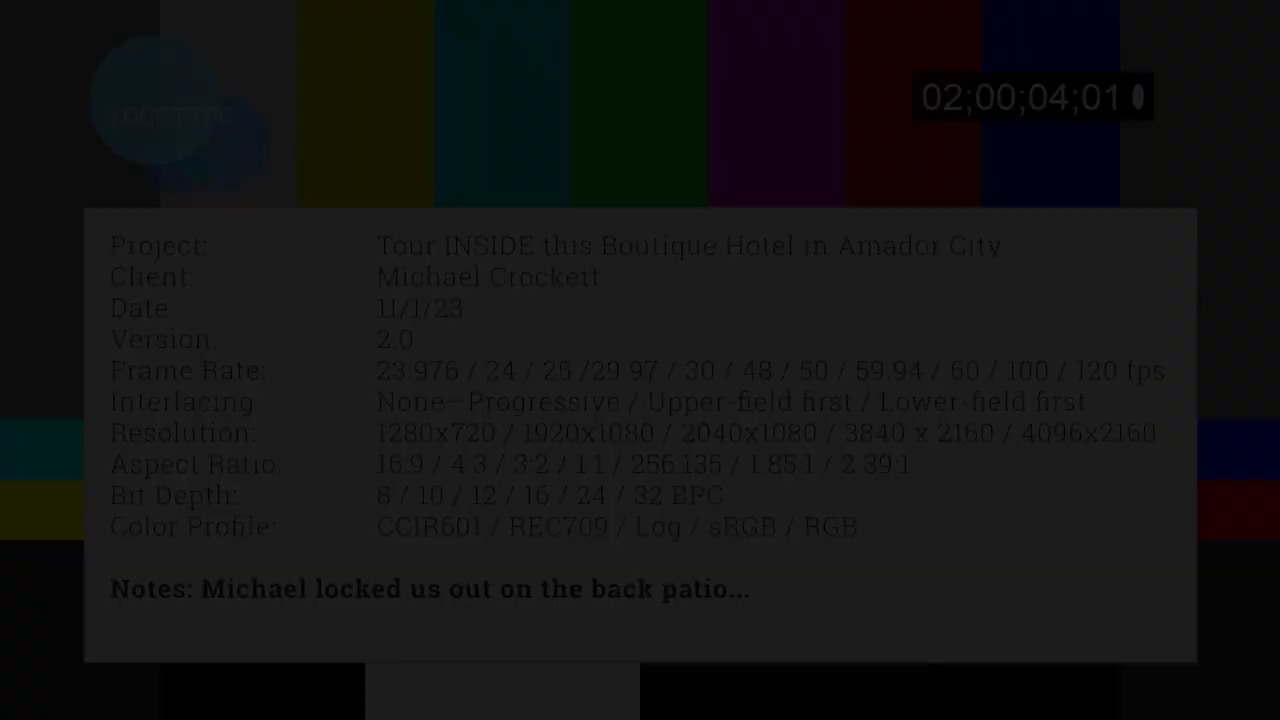 LOGOTYPE
02;00;04;01
Project: Tour INSIDE this Boutique Hotel in Amador City
Client: Michael Crockett
Date 11/1/23
Version: 2.0
Frame Rate: 23.976 / 24 / 25 /29.97 / 30 / 48 / 50 / 59.94 / 60 / 100 / 120 fps
Interlacing: None—Progressive / Upper-field first / Lower-field first
Resolution: 1280x720 / 1920x1080 / 2040x1080 / 3840 x 2160 / 4096x2160
Aspect Ratio: 16:9 / 4:3 / 3:2 / 1:1 / 256:135 / 1.85:1 / 2.39:1
Bit Depth: 8 / 10 / 12 / 16 / 24 / 32 BPC
Color Profile: CCIR601 / REC709 / Log / sRGB / RGB
Notes: Michael locked us out on the back patio...